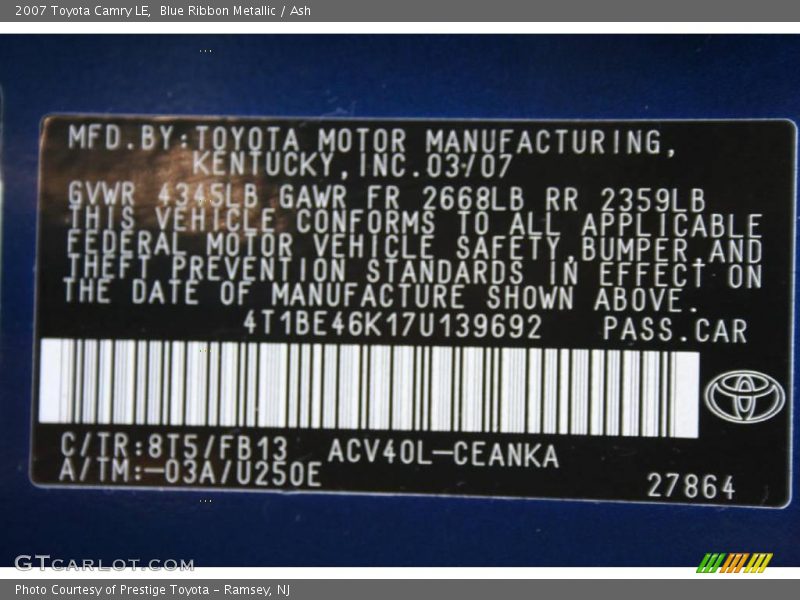 2007 Toyota Camry LE, Blue Ribbon Metallic / Ash
MFD.BY:TOYOTA MOTOR MANUFACTURING,
KENTUCKY,INC.03/07
GVWR 4345LB GAWR FR 2668LB RR 2359LB
THIS VEHICLE CONFORMS TO ALL APPLICABLE
FEDERAL MOTOR VEHICLE SAFETY,BUMPER,AND
THEFT PREVENTION STANDARDS IN EFFECT ON
THE DATE OF MANUFACTURE SHOWN ABOVE.
4T1BE46K17U139692 PASS.CAR
C/TR:8T5/FB13 ACV40L-CEANKA
A/TM:-03A/U250E
27864
GTCARLOT.COM
Photo Courtesy of Prestige Toyota - Ramsey, NJ